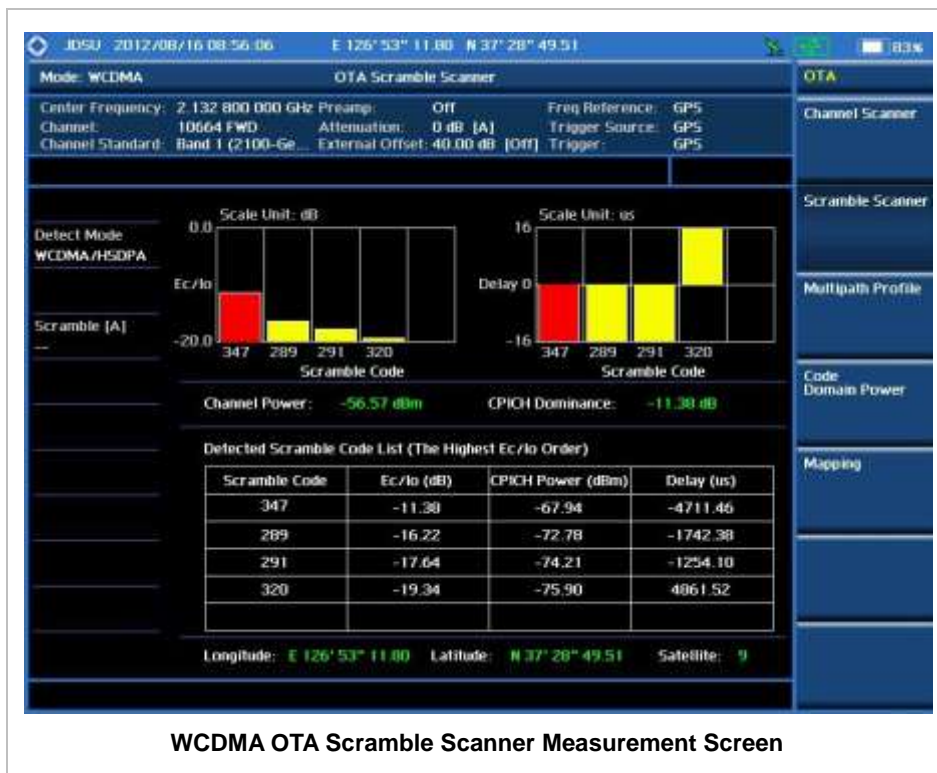 JDSU 2012/08/16 08:56:06 E 126°53'' 11.80 N 37°28'' 49.51 83%
Mode: WCDMA OTA Scramble Scanner OTA
Center Frequency: 2.132 800 000 GHz Preamp: Off Freq Reference: GPS
Channel: 10664 FWD Attenuation: 0 dB [A] Trigger Source: GPS
Channel Standard: Band 1 (2100-Ge... External Offset: 40.00 dB [Off] Trigger: GPS
Channel Scanner
Scramble Scanner
Multipath Profile
Code
Domain Power
Mapping
Detect Mode
WCDMA/HSDPA
Scramble [A]
--
Scale Unit: dB
0.0
Ec/Io
-20.0
347 289 291 320
Scramble Code
Scale Unit: us
16
Delay 0
-16
347 289 291 320
Scramble Code
Channel Power: -56.57 dBm CPICH Dominance: -11.38 dB
Detected Scramble Code List (The Highest Ec/Io Order)
Scramble Code Ec/Io (dB) CPICH Power (dBm) Delay (us)
347 -11.38 -67.94 -4711.46
289 -16.22 -72.78 -1742.38
291 -17.64 -74.21 -1254.10
320 -19.34 -75.90 4861.52
Longitude: E 126°53'' 11.80 Latitude: N 37°28'' 49.51 Satellite: 9
WCDMA OTA Scramble Scanner Measurement Screen